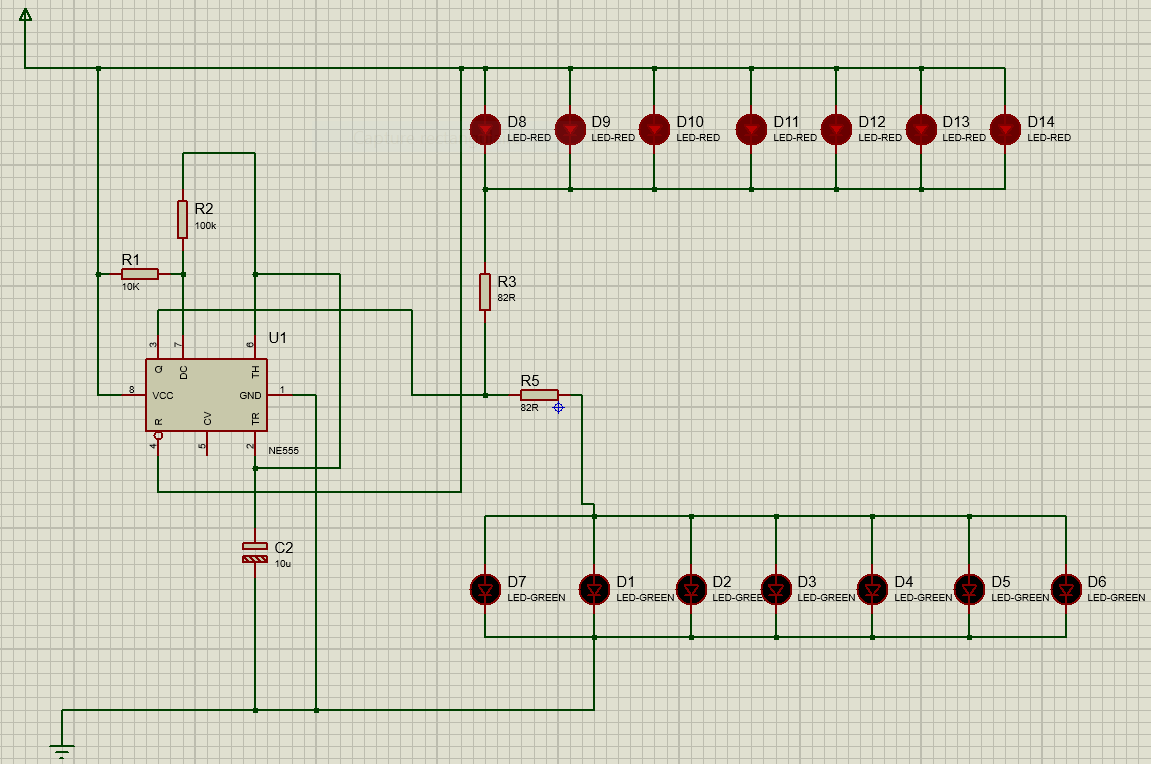 D8
LED-RED
D9
LED-RED
D10
LED-RED
D11
LED-RED
D12
LED-RED
D13
LED-RED
D14
LED-RED
R2
100k
R1
10K
R3
82R
U1
3
7
6
Q
DC
TH
8
VCC
GND
1
R
CV
TR
4
5
2
NE555
R5
82R
C2
10u
D7
LED-GREEN
D1
LED-GREEN
D2
LED-GREE
D3
LED-GREEN
D4
LED-GREEN
D5
LED-GREEN
D6
LED-GREEN